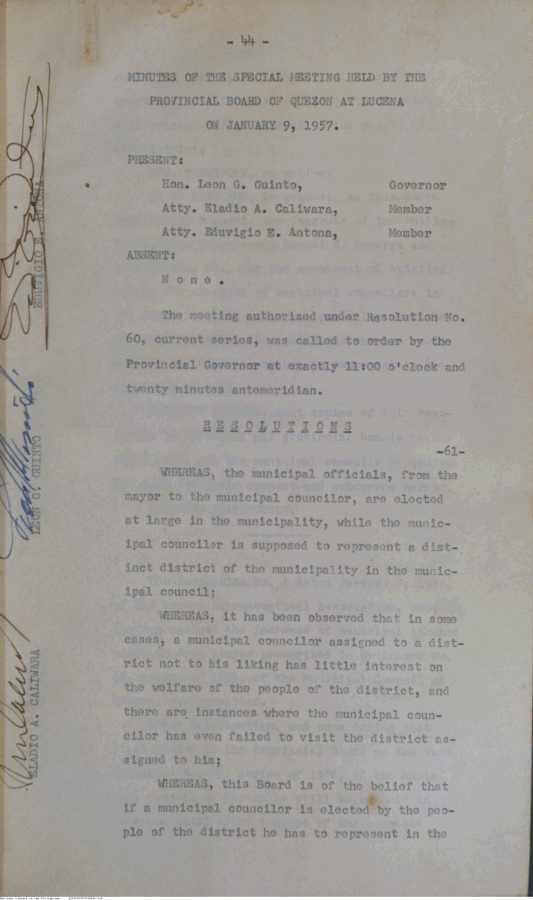 - 44 -
MINUTES OF THE SPECIAL MEETING HELD BY THE
PROVINCIAL BOARD OF QUEZON AT LUCENA
ON JANUARY 9, 1957.
PRESENT:
Hon. Leon G. Guinto, Governor
Atty. Eladio A. Caliwara, Member
Atty. Eduvigio E. Antona, Member
ABSENT:
N o n e .
The meeting authorized under Resolution No.
60, current series, was called to order by the
Provincial Governor at exactly 11:00 o'clock and
twenty minutes antemeridian.
R E S O L U T I O N S
-61-
WHEREAS, the municipal officials, from the
mayor to the municipal councilor, are elected
at large in the municipality, while the munic-
ipal councilor is supposed to represent a dist-
inct district of the municipality in the munic-
ipal council;
WHEREAS, it has been observed that in some
cases, a municipal councilor assigned to a dist-
rict not to his liking has little interest on
the welfare of the people of the district, and
there are instances where the municipal coun-
cilor has even failed to visit the district as-
signed to his;
WHEREAS, this Board is of the belief that
if a municipal councilor is elected by the peo-
ple of the district he has to represent in the
EDUVIGIO E. ANTONA
LEON G. GUINTO
ELADIO A. CALIWARA